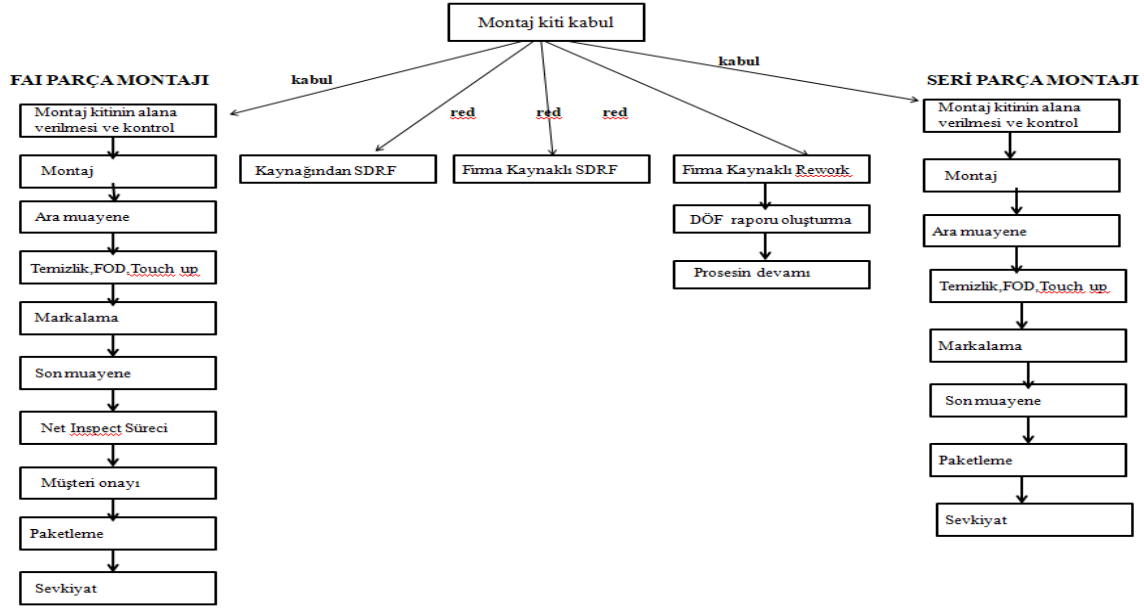 Montaj kiti kabul
kabul
kabul
FAI PARÇA MONTAJI
SERİ PARÇA MONTAJI
red
red
red
Montaj kitinin alana
verilmesi ve kontrol
Montaj
Ara muayene
Temizlik,FOD,Touch up
Markalama
Son muayene
Net Inspect Süreci
Müşteri onayı
Paketleme
Sevkiyat
Kaynağından SDRF
Firma Kaynaklı SDRF
Firma Kaynaklı Rework
DÖF raporu oluşturma
Prosesin devamı
Montaj kitinin alana
verilmesi ve kontrol
Montaj
Ara muayene
Temizlik,FOD,Touch up
Markalama
Son muayene
Paketleme
Sevkiyat